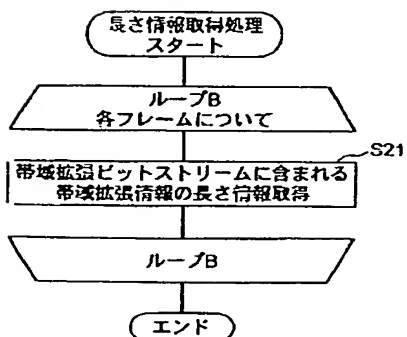 長さ情報取得処理
スタート
ループB
各フレームについて
S21
帯域拡張ビットストリームに含まれる
帯域拡張情報の長さ情報取得
ループB
エンド